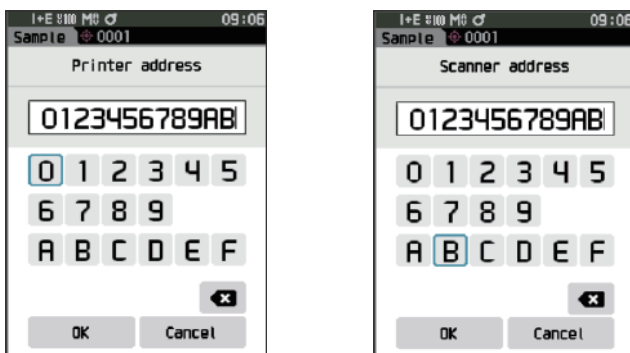 I+E 100 M0 09:06
Sample 0001
Printer address
0123456789AB
0 1 2 3 4 5
6 7 8 9
A B C D E F
OK Cancel
I+E 100 M0 09:06
Sample 0001
Scanner address
0123456789AB
0 1 2 3 4 5
6 7 8 9
A B C D E F
OK Cancel